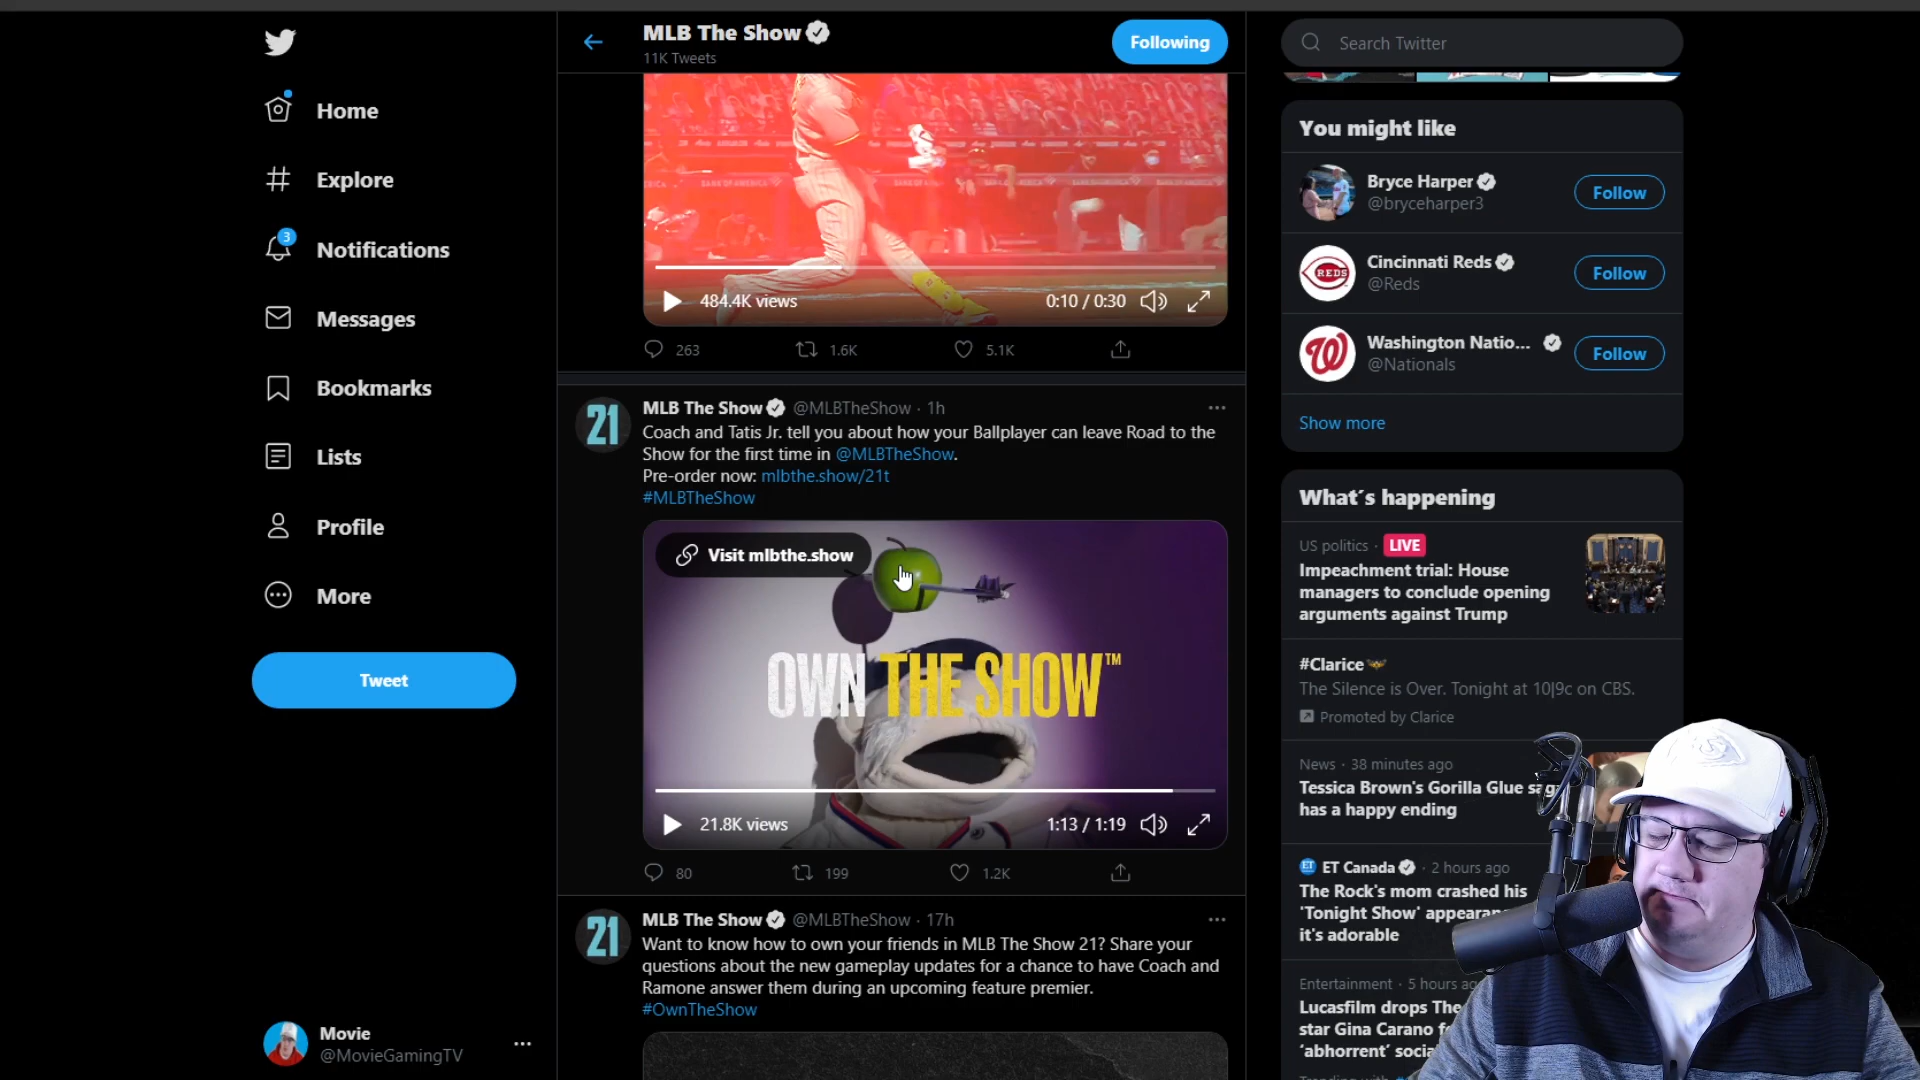 Home
Explore
3
Notifications
Messages
Bookmarks
Lists
Profile
More
Tweet
Movie
@MovieGamingTV
MLB The Show
11K Tweets
Following
BANK OF AMERICA
484.4K views
0:10 / 0:30
263
1.6K
5.1K
21
MLB The Show @MLBTheShow · 1h
Coach and Tatis Jr. tell you about how your Ballplayer can leave Road to the
Show for the first time in @MLBTheShow.
Pre-order now: mlbthe.show/21t
#MLBTheShow
Visit mlbthe.show
OWN THE SHOW™
21.8K views
1:13 / 1:19
80
199
1.2K
21
MLB The Show @MLBTheShow · 17h
Want to know how to own your friends in MLB The Show 21? Share your
questions about the new gameplay updates for a chance to have Coach and
Ramone answer them during an upcoming feature premier.
#OwnTheShow
Search Twitter
You might like
Bryce Harper
@bryceharper3
Follow
REDS
Cincinnati Reds
@Reds
Follow
W
Washington Natio...
@Nationals
Follow
Show more
What's happening
US politics · LIVE
Impeachment trial: House
managers to conclude opening
arguments against Trump
#Clarice
The Silence is Over. Tonight at 10|9c on CBS.
Promoted by Clarice
News · 38 minutes ago
Tessica Brown's Gorilla Glue saga
has a happy ending
ET
ET Canada · 2 hours ago
The Rock's mom crashed his
'Tonight Show'
it's adorable
Entertainment · 5 hours
Lucasfilm drops The
star Gina Carano
'abhorrent'